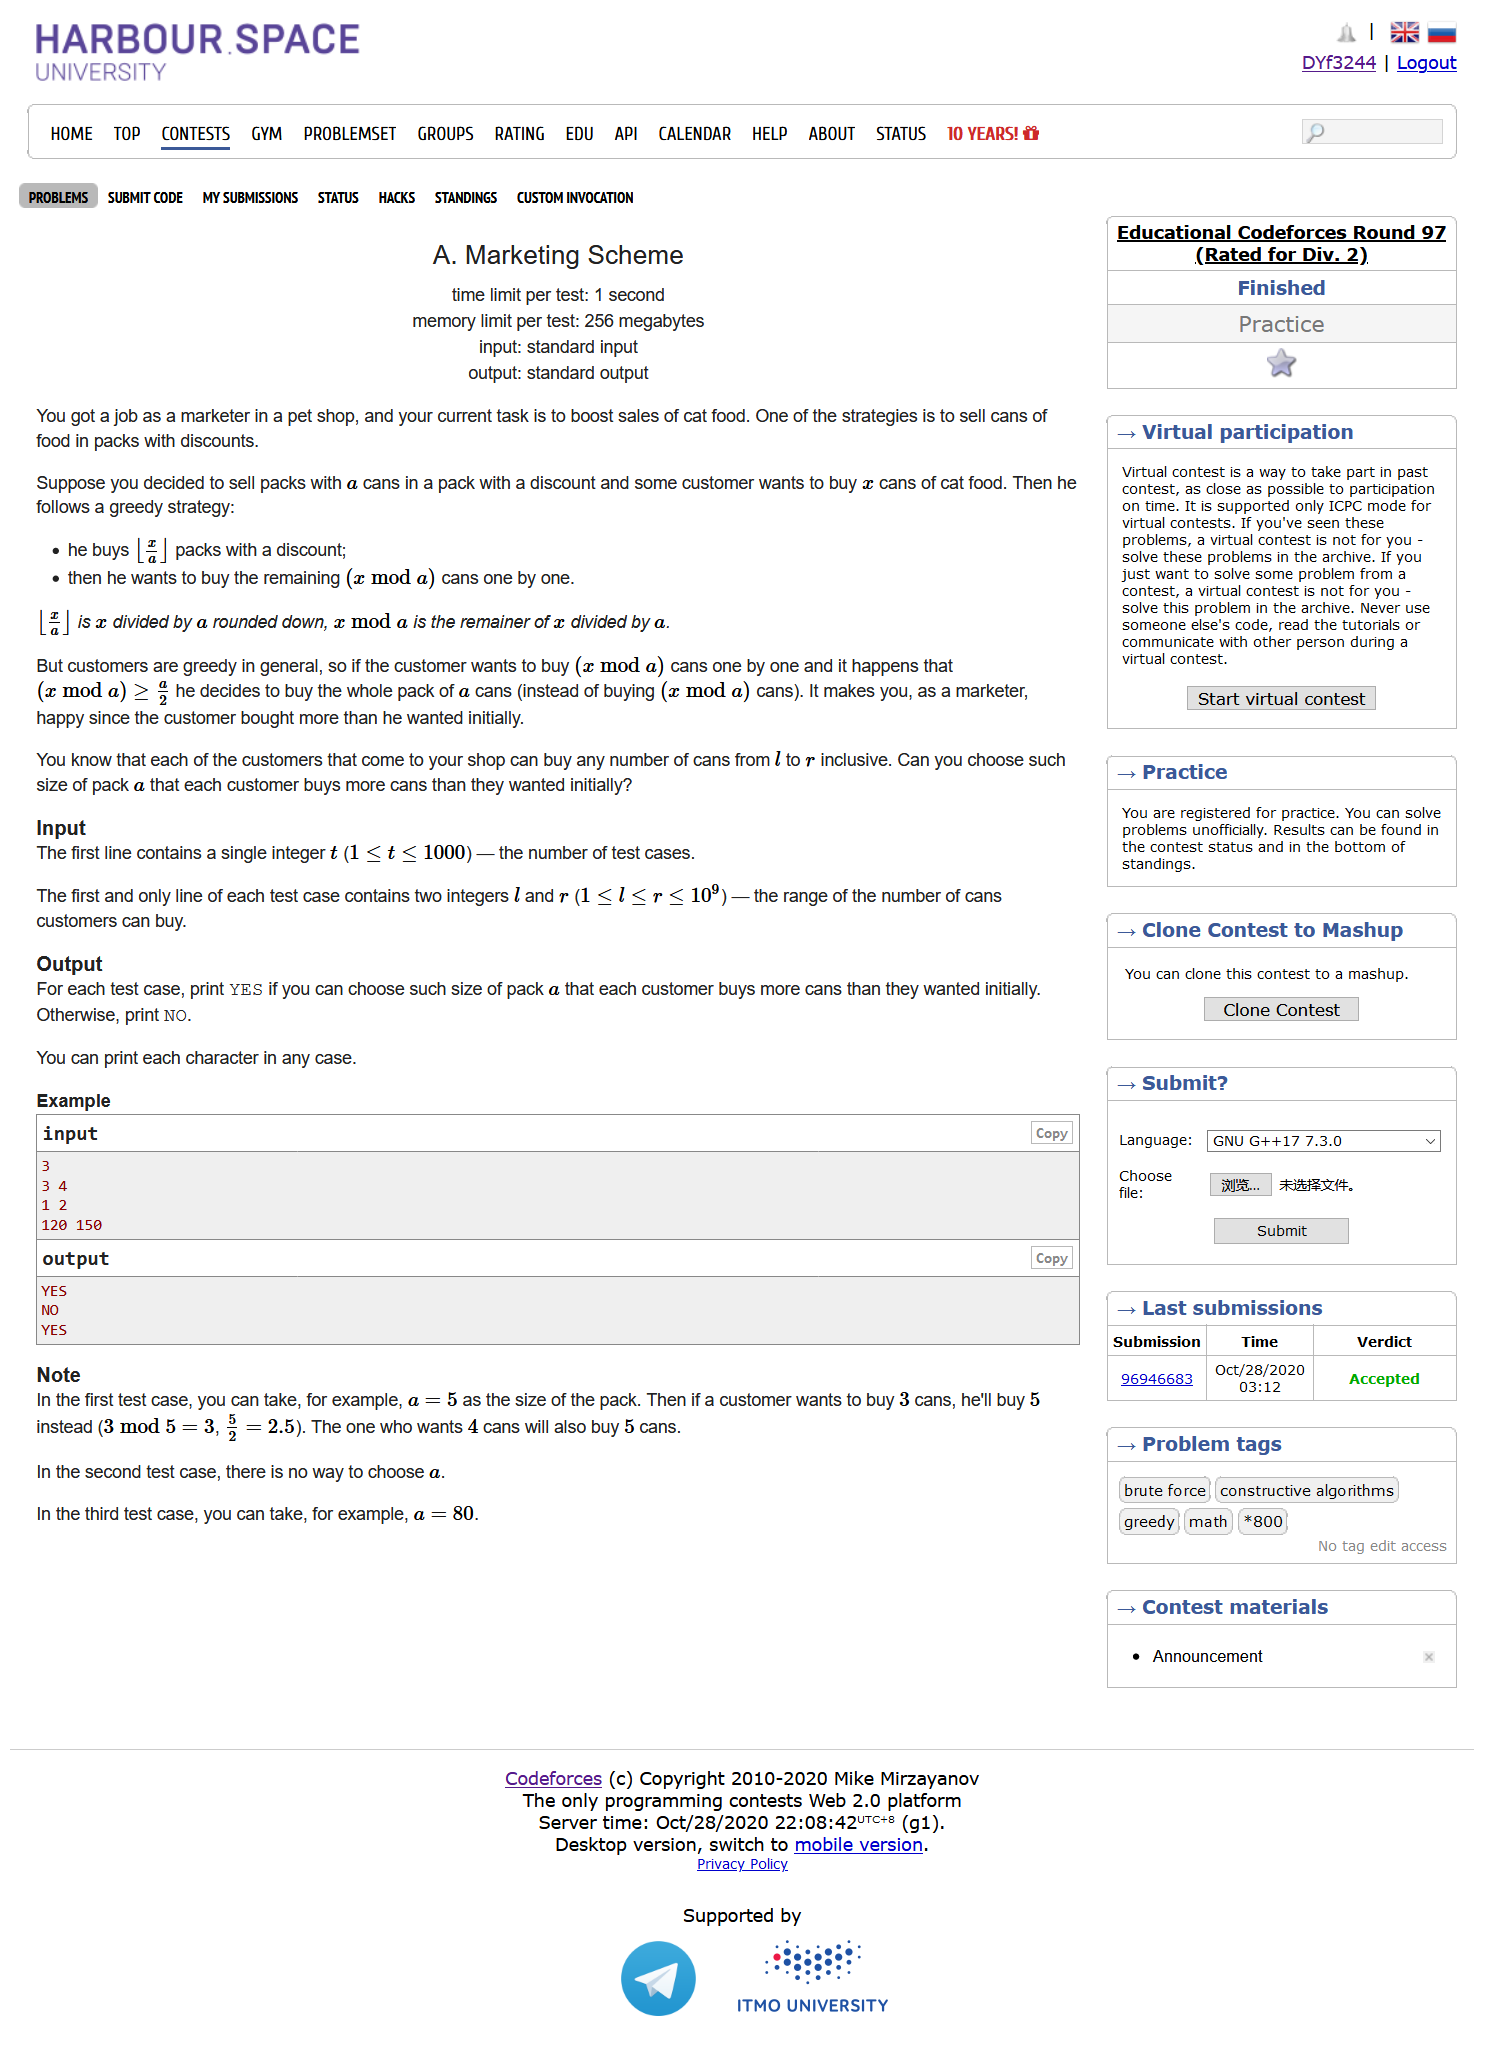 HARBOUR.SPACE
UNIVERSITY
|
DYf3244 | Logout
HOME TOP CONTESTS GYM PROBLEMSET GROUPS RATING EDU API CALENDAR HELP ABOUT STATUS 10 YEARS!
PROBLEMS SUBMIT CODE MY SUBMISSIONS STATUS HACKS STANDINGS CUSTOM INVOCATION
A. Marketing Scheme
time limit per test: 1 second
memory limit per test: 256 megabytes
input: standard input
output: standard output
You got a job as a marketer in a pet shop, and your current task is to boost sales of cat food. One of the strategies is to sell cans of
food in packs with discounts.
Suppose you decided to sell packs with a cans in a pack with a discount and some customer wants to buy x cans of cat food. Then he
follows a greedy strategy:
• he buys ⌊x/a⌋ packs with a discount;
• then he wants to buy the remaining (x mod a) cans one by one.
⌊x/a⌋ is x divided by a rounded down, x mod a is the remainer of x divided by a.
But customers are greedy in general, so if the customer wants to buy (x mod a) cans one by one and it happens that
(x mod a) ≥ a/2 he decides to buy the whole pack of a cans (instead of buying (x mod a) cans). It makes you, as a marketer,
happy since the customer bought more than he wanted initially.
You know that each of the customers that come to your shop can buy any number of cans from l to r inclusive. Can you choose such
size of pack a that each customer buys more cans than they wanted initially?
Input
The first line contains a single integer t (1 ≤ t ≤ 1000) — the number of test cases.
The first and only line of each test case contains two integers l and r (1 ≤ l ≤ r ≤ 10⁹) — the range of the number of cans
customers can buy.
Output
For each test case, print YES if you can choose such size of pack a that each customer buys more cans than they wanted initially.
Otherwise, print NO.
You can print each character in any case.
Example
input Copy
3
3 4
1 2
120 150
output Copy
YES
NO
YES
Note
In the first test case, you can take, for example, a = 5 as the size of the pack. Then if a customer wants to buy 3 cans, he'll buy 5
instead (3 mod 5 = 3, 5/2 = 2.5). The one who wants 4 cans will also buy 5 cans.
In the second test case, there is no way to choose a.
In the third test case, you can take, for example, a = 80.
Educational Codeforces Round 97
(Rated for Div. 2)
Finished
Practice
→ Virtual participation
Virtual contest is a way to take part in past
contest, as close as possible to participation
on time. It is supported only ICPC mode for
virtual contests. If you've seen these
problems, a virtual contest is not for you -
solve these problems in the archive. If you
just want to solve some problem from a
contest, a virtual contest is not for you -
solve this problem in the archive. Never use
someone else's code, read the tutorials or
communicate with other person during a
virtual contest.
Start virtual contest
→ Practice
You are registered for practice. You can solve
problems unofficially. Results can be found in
the contest status and in the bottom of
standings.
→ Clone Contest to Mashup
You can clone this contest to a mashup.
Clone Contest
→ Submit?
Language: GNU G++17 7.3.0
Choose
file: 浏览... 未选择文件。
Submit
→ Last submissions
Submission Time Verdict
96946683 Oct/28/2020
03:12 Accepted
→ Problem tags
brute force constructive algorithms
greedy math *800
No tag edit access
→ Contest materials
• Announcement
Codeforces (c) Copyright 2010-2020 Mike Mirzayanov
The only programming contests Web 2.0 platform
Server time: Oct/28/2020 22:08:42 UTC+8 (g1).
Desktop version, switch to mobile version.
Privacy Policy
Supported by
ITMO UNIVERSITY